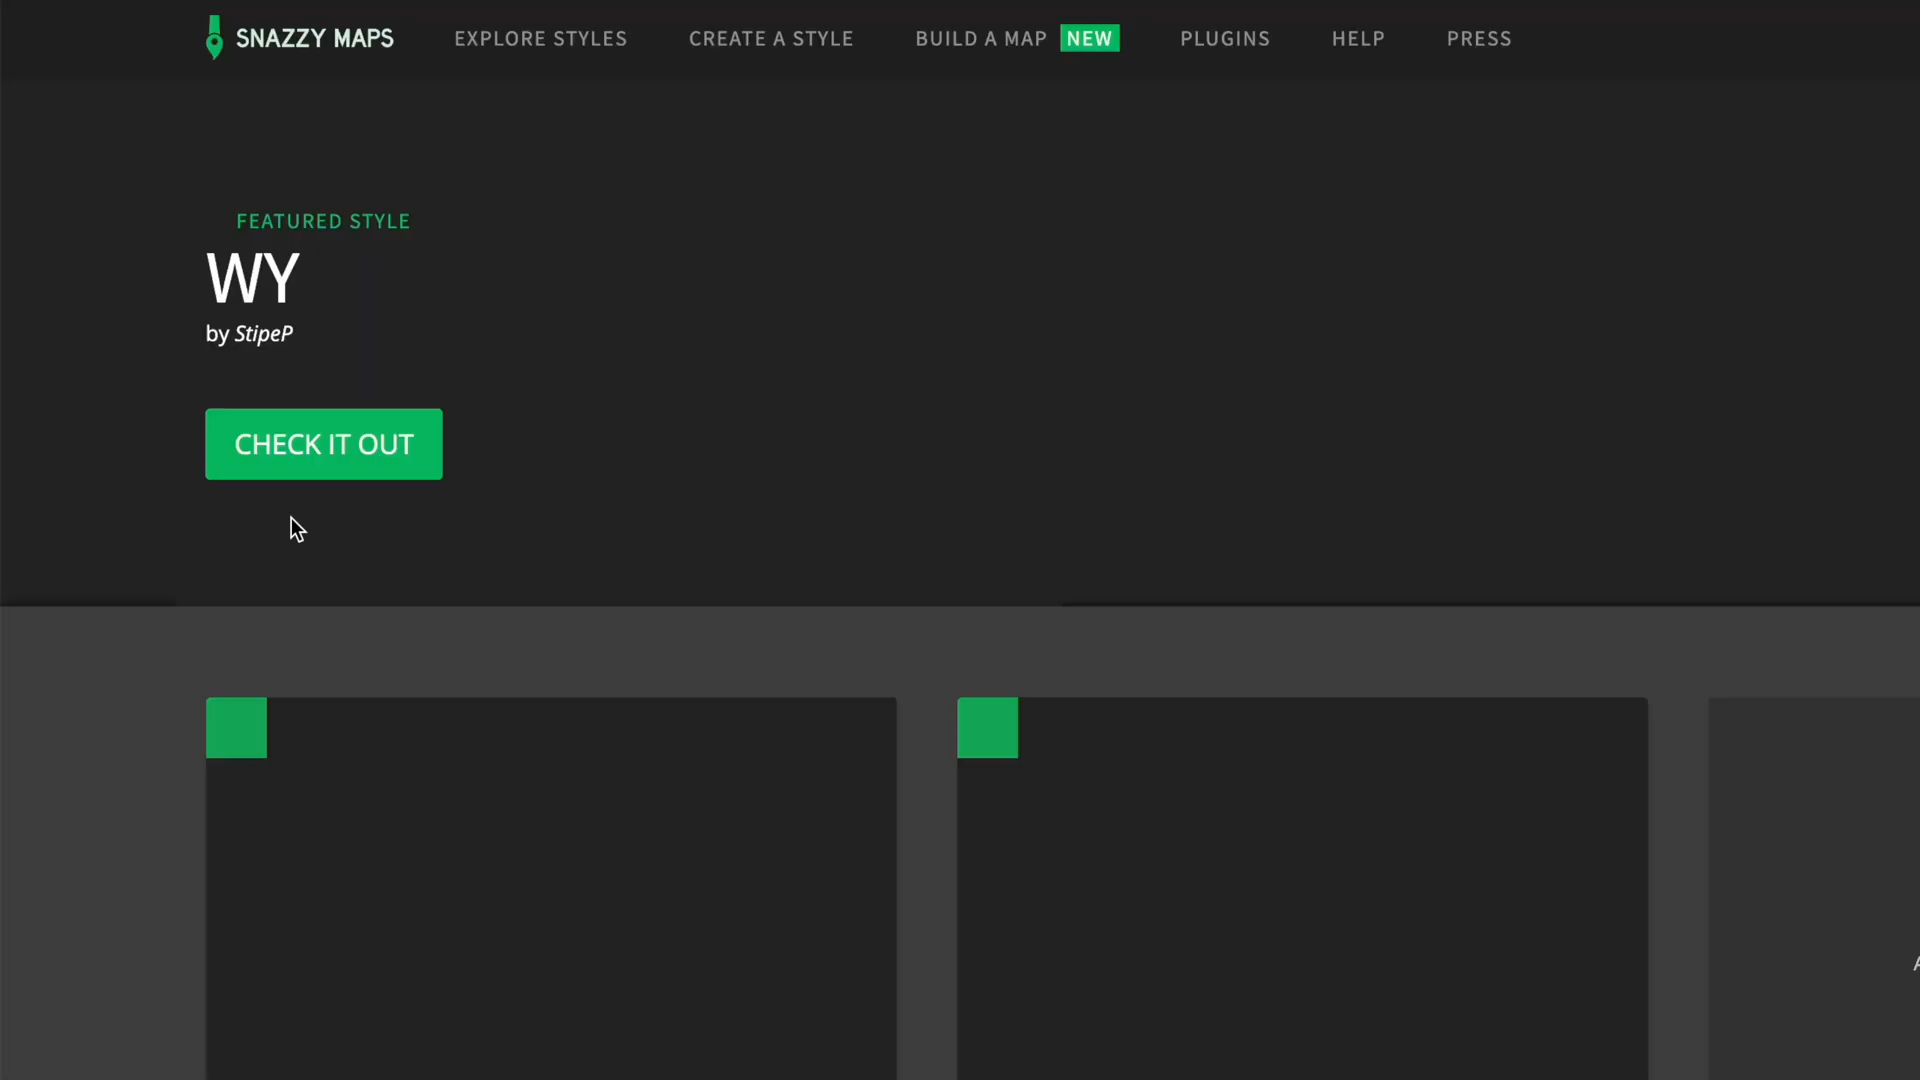 SNAZZY MAPS EXPLORE STYLES CREATE A STYLE BUILD A MAP NEW PLUGINS HELP PRESS
FEATURED STYLE
WY
by StipeP
CHECK IT OUT